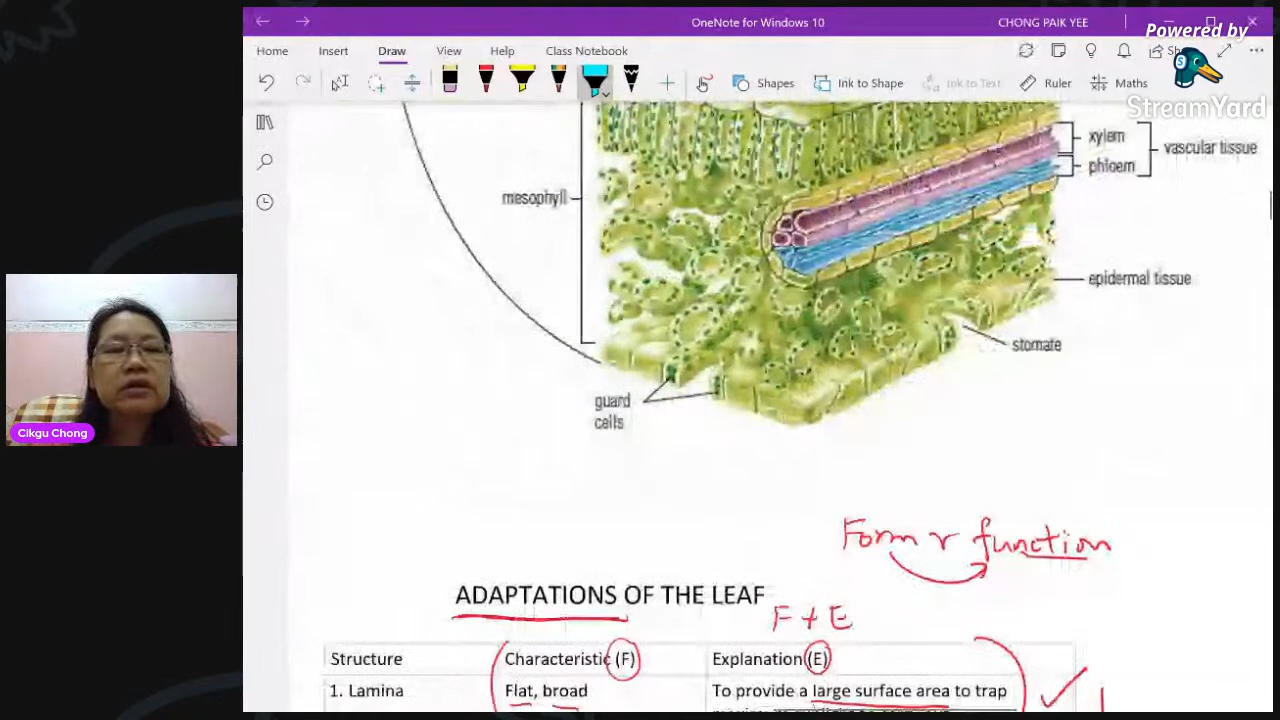 OneNote for Windows 10
CHONG PAIK YEE
Powered by
StreamYard
Home Insert Draw View Help Class Notebook
Shapes Ink to Shape Ink to Text Ruler Maths
xylem
phloem
vascular tissue
mesophyll
epidermal tissue
stomate
guard
cells
Cikgu Chong
Form r function
ADAPTATIONS OF THE LEAF
F + E
Structure Characteristic (F) Explanation (E)
1. Lamina Flat, broad To provide a large surface area to trap